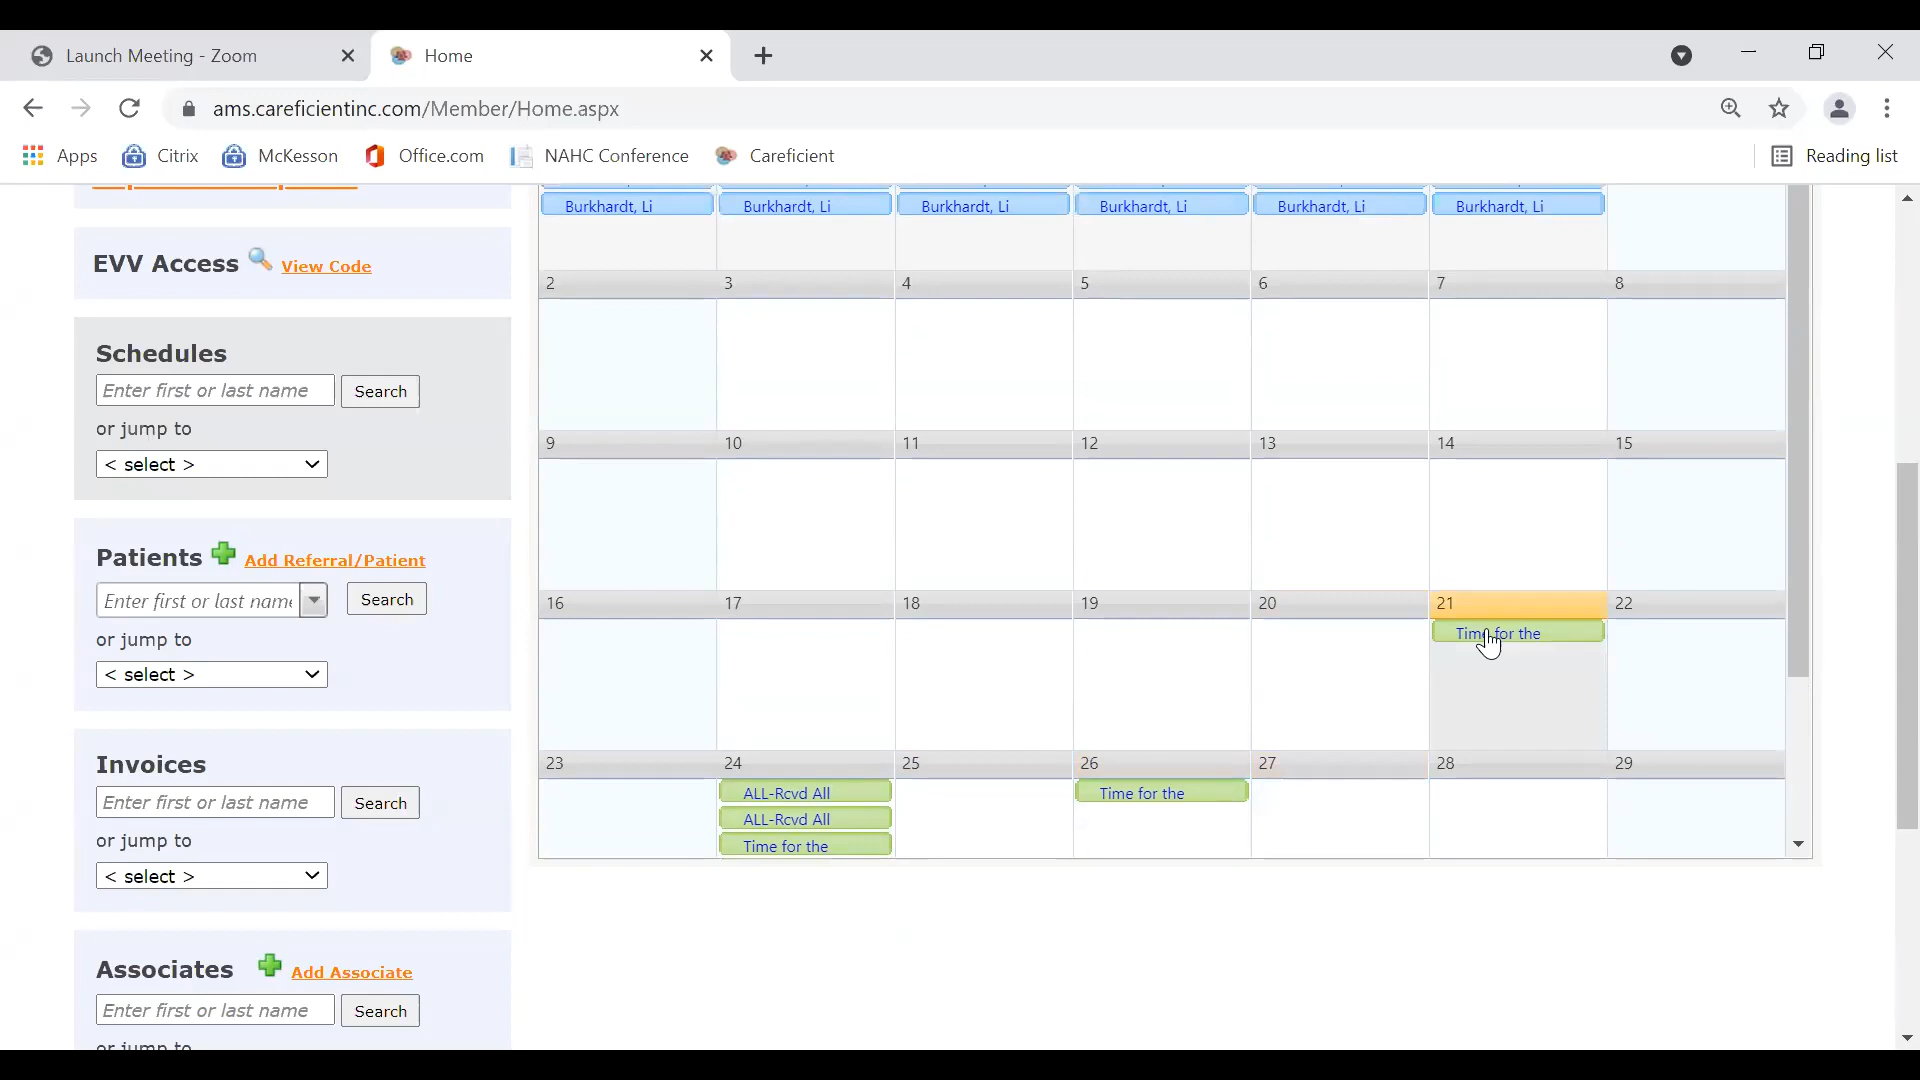 Launch Meeting - Zoom
Home
ams.careficientinc.com/Member/Home.aspx
Apps
Citrix
McKesson
Office.com
NAHC Conference
Careficient
Reading list
EVV Access View Code
Schedules
Enter first or last name
Search
or jump to
< select >
Patients Add Referral/Patient
Enter first or last name
Search
or jump to
< select >
Invoices
Enter first or last name
Search
or jump to
< select >
Associates Add Associate
Enter first or last name
Search
or jump to
Burkhardt, Li Burkhardt, Li Burkhardt, Li Burkhardt, Li Burkhardt, Li Burkhardt, Li
2 3 4 5 6 7 8
9 10 11 12 13 14 15
16 17 18 19 20 21 22
Time for the
23 24 25 26 27 28 29
ALL-Rcvd All Time for the
ALL-Rcvd All
Time for the